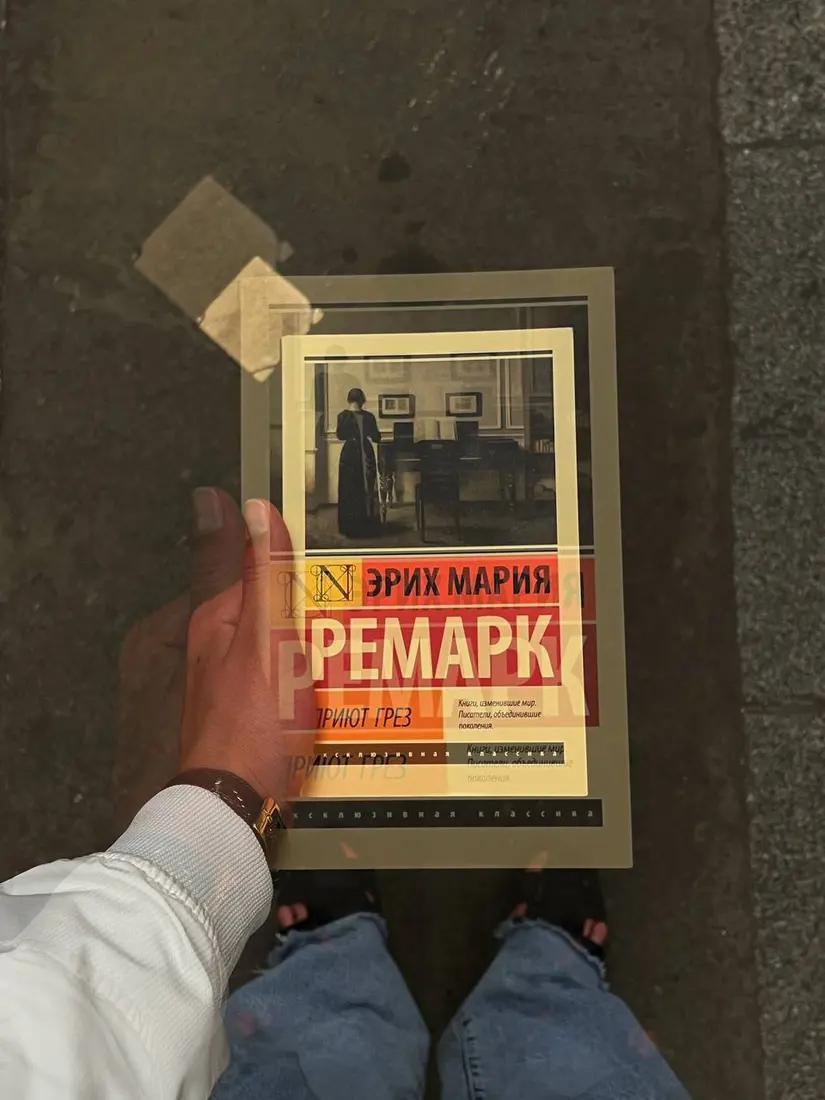 N ЭРИХ МАРИЯ
РЕМАРК
ПРИЮТ ГРЕЗ
Книги, изменившие мир.
Писатели, объединившие
поколения.
эксклюзивная классика